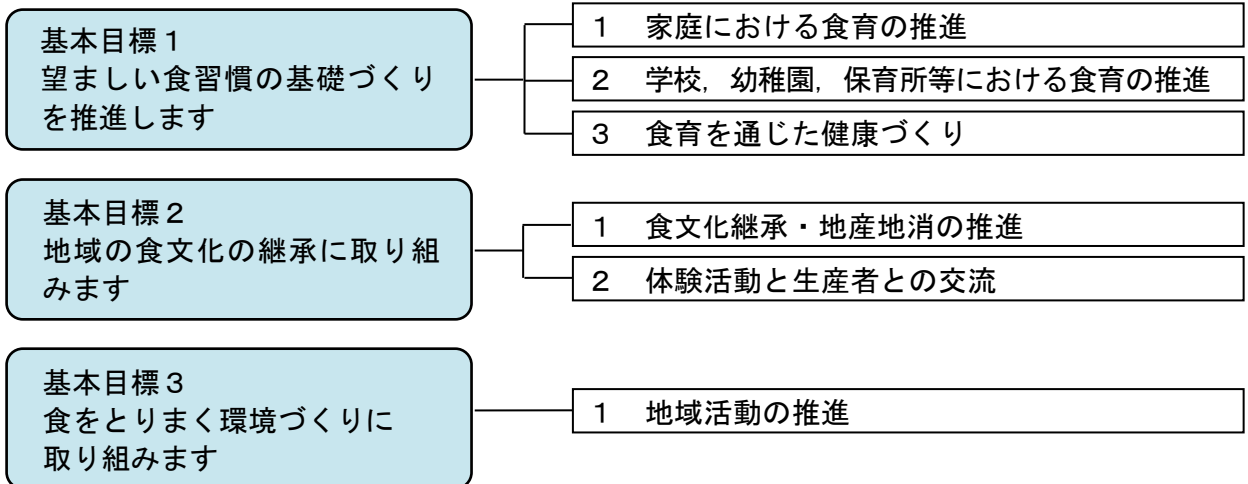 基本目標１
望ましい食習慣の基礎づくり
を推進します
１　家庭における食育の推進
２　学校，幼稚園，保育所等における食育の推進
３　食育を通じた健康づくり
基本目標２
地域の食文化の継承に取り組
みます
１　食文化継承・地産地消の推進
２　体験活動と生産者との交流
基本目標３
食をとりまく環境づくりに
取り組みます
１　地域活動の推進